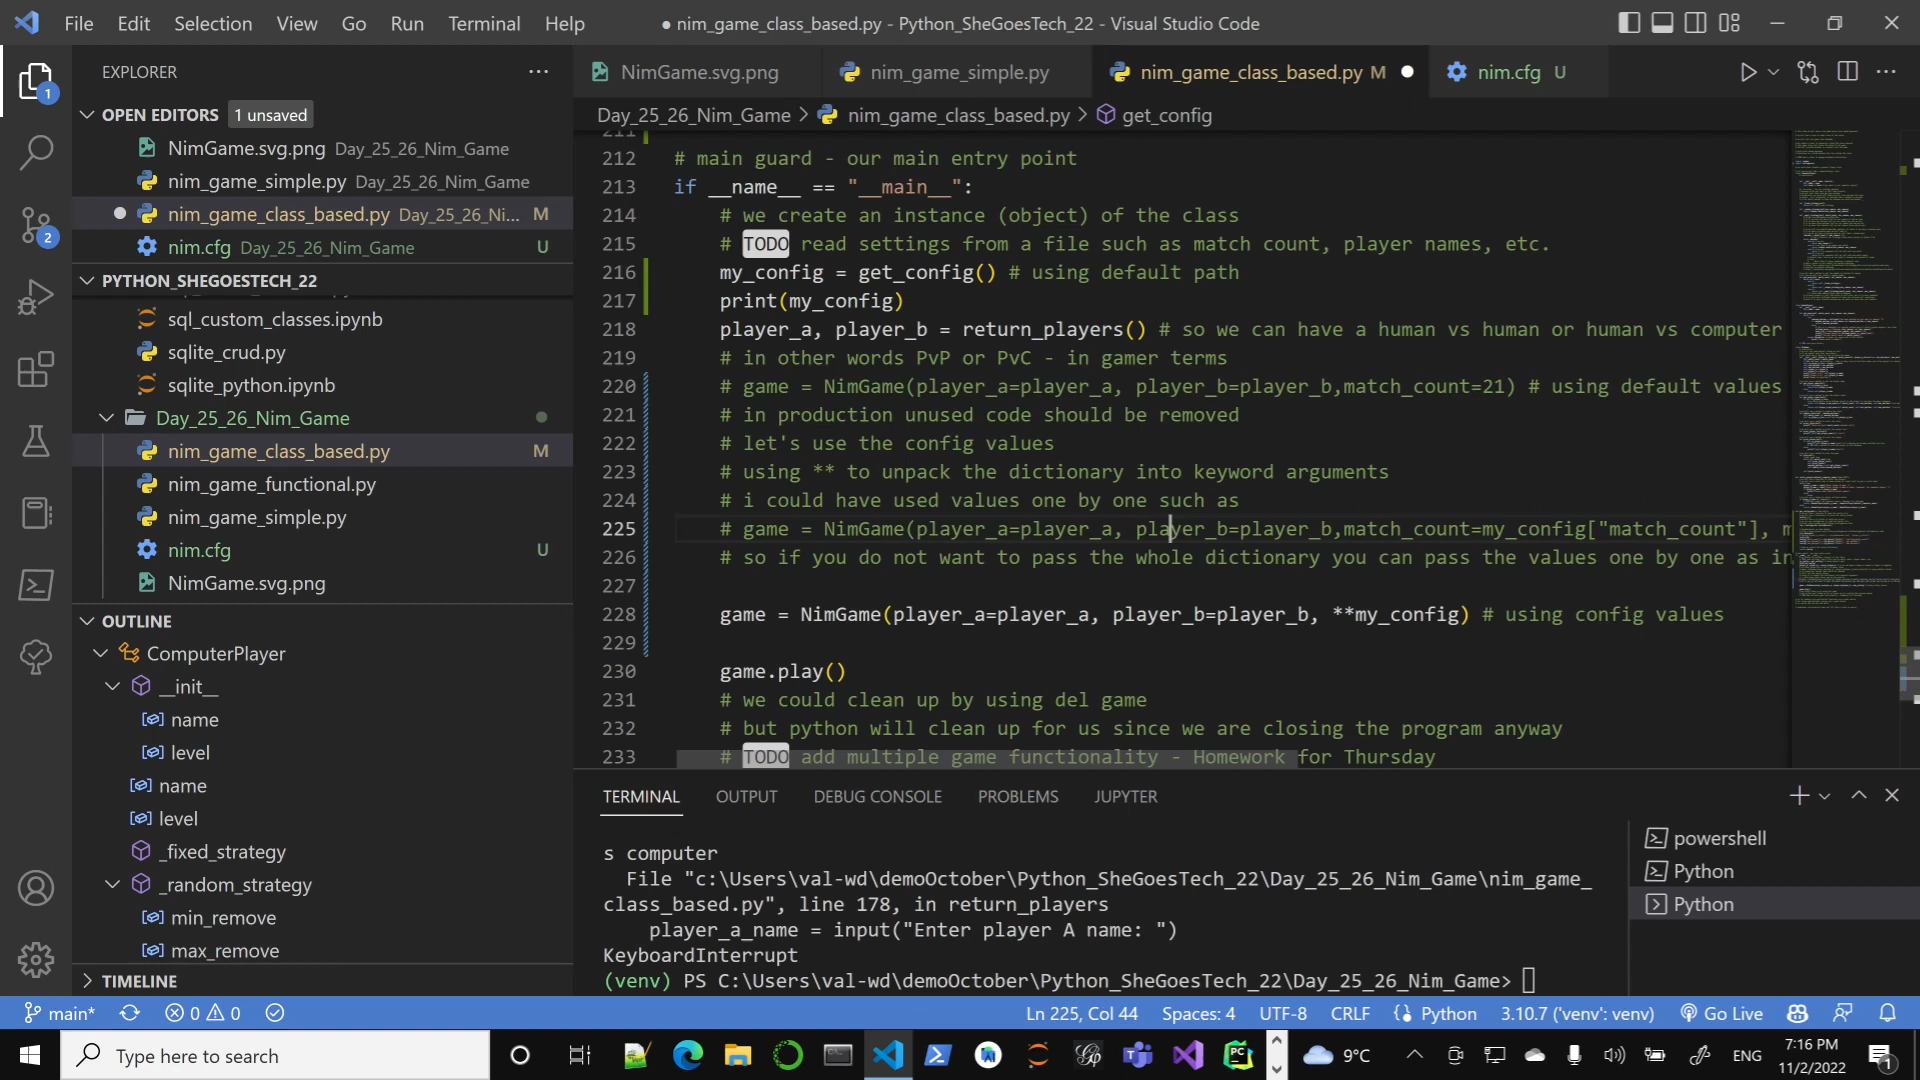 File Edit Selection View Go Run Terminal Help
● nim_game_class_based.py - Python_SheGoesTech_22 - Visual Studio Code
EXPLORER
OPEN EDITORS 1 unsaved
NimGame.svg.png Day_25_26_Nim_Game
nim_game_simple.py Day_25_26_Nim_Game
nim_game_class_based.py Day_25_26_Ni... M
nim.cfg Day_25_26_Nim_Game U
PYTHON_SHEGOESTECH_22
sql_custom_classes.ipynb
sqlite_crud.py
sqlite_python.ipynb
Day_25_26_Nim_Game
nim_game_class_based.py M
nim_game_functional.py
nim_game_simple.py
nim.cfg U
NimGame.svg.png
OUTLINE
ComputerPlayer
__init__
name
level
name
level
_fixed_strategy
_random_strategy
min_remove
max_remove
TIMELINE
1
2
NimGame.svg.png
nim_game_simple.py
nim_game_class_based.py M
nim.cfg U
Day_25_26_Nim_Game > nim_game_class_based.py > get_config
211
212 # main guard - our main entry point
213 if __name__ == "__main__":
214 # we create an instance (object) of the class
215 # TODO read settings from a file such as match count, player names, etc.
216 my_config = get_config() # using default path
217 print(my_config)
218 player_a, player_b = return_players() # so we can have a human vs human or human vs computer
219 # in other words PvP or PvC - in gamer terms
220 # game = NimGame(player_a=player_a, player_b=player_b,match_count=21) # using default values
221 # in production unused code should be removed
222 # let's use the config values
223 # using ** to unpack the dictionary into keyword arguments
224 # i could have used values one by one such as
225 # game = NimGame(player_a=player_a, player_b=player_b,match_count=my_config["match_count"], m
226 # so if you do not want to pass the whole dictionary you can pass the values one by one as in
227
228 game = NimGame(player_a=player_a, player_b=player_b, **my_config) # using config values
229
230 game.play()
231 # we could clean up by using del game
232 # but python will clean up for us since we are closing the program anyway
233 # TODO add multiple game functionality - Homework for Thursday
TERMINAL OUTPUT DEBUG CONSOLE PROBLEMS JUPYTER
s computer
File "c:\Users\val-wd\demoOctober\Python_SheGoesTech_22\Day_25_26_Nim_Game\nim_game_
class_based.py", line 178, in return_players
player_a_name = input("Enter player A name: ")
KeyboardInterrupt
(venv) PS C:\Users\val-wd\demoOctober\Python_SheGoesTech_22\Day_25_26_Nim_Game>
powershell
Python
Python
main* 0 0 Ln 225, Col 44 Spaces: 4 UTF-8 CRLF Python 3.10.7 ('venv': venv) Go Live
Type here to search
9°C
ENG
7:16 PM
11/2/2022
1